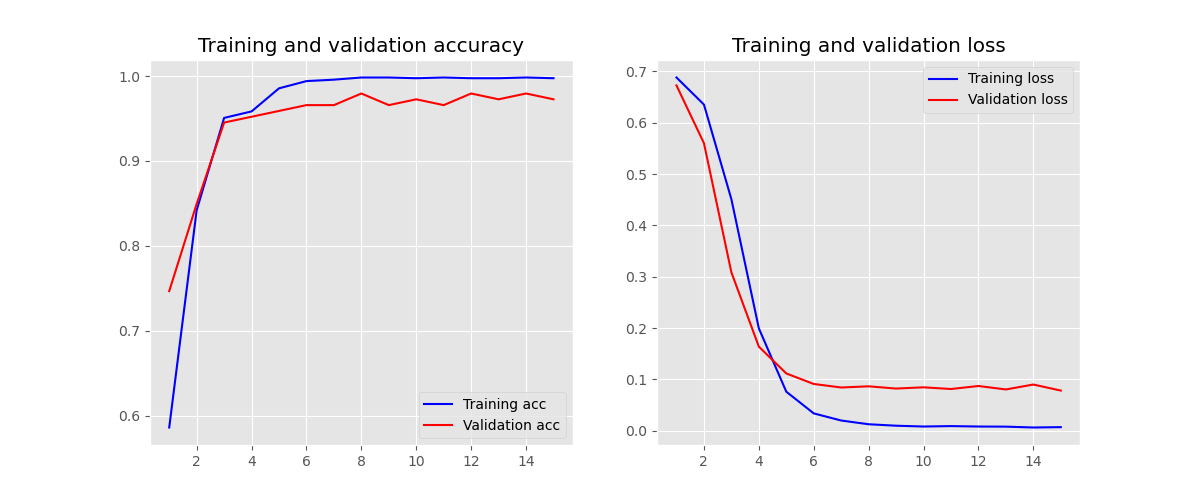 Training and validation accuracy
1.0
0.9
0.8
0.7
0.6
Training acc
Validation acc
2 4 6 8 10 12 14
Training and validation loss
0.7
0.6
0.5
0.4
0.3
0.2
0.1
0.0
Training loss
Validation loss
2 4 6 8 10 12 14